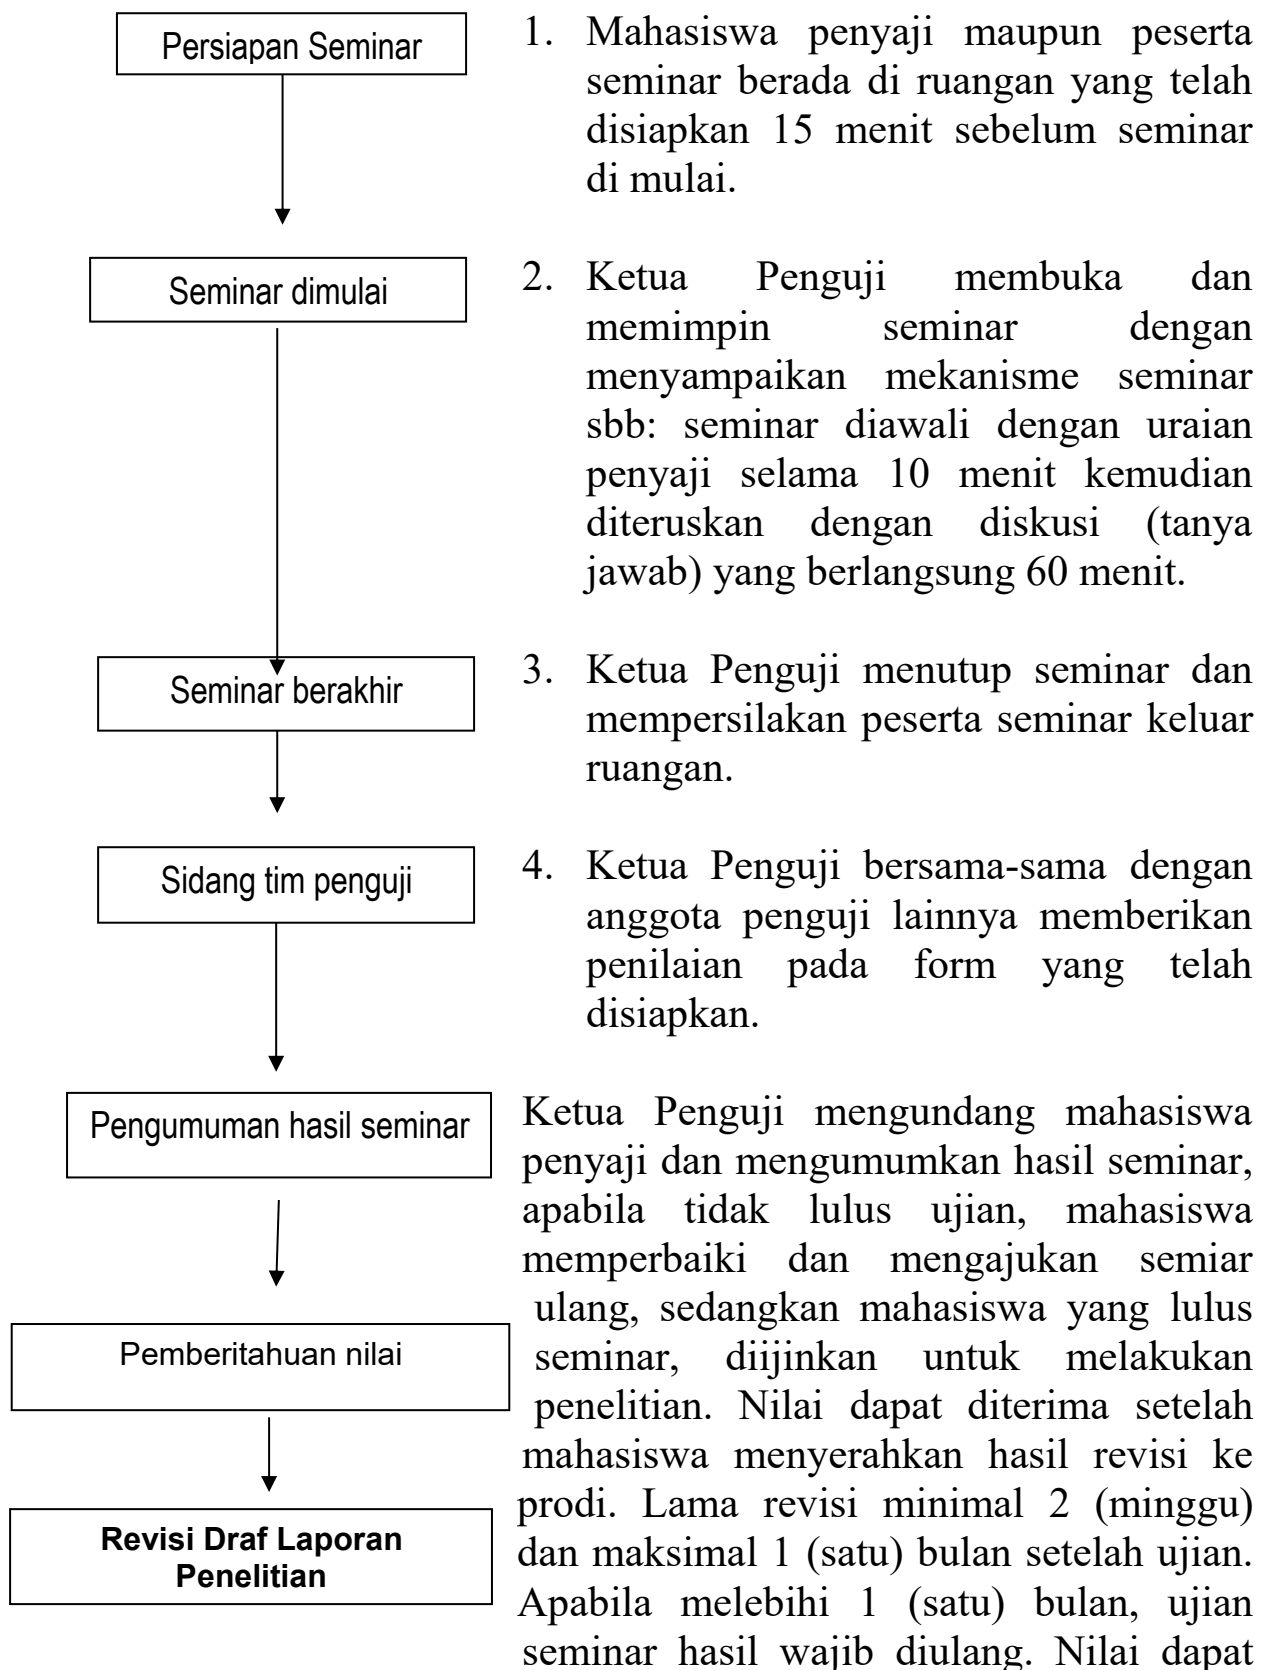 Persiapan Seminar
1. Mahasiswa penyaji maupun peserta
seminar berada di ruangan yang telah
disiapkan 15 menit sebelum seminar
di mulai.
Seminar dimulai
2. Ketua Penguji membuka dan
memimpin seminar dengan
menyampaikan mekanisme seminar
sbb: seminar diawali dengan uraian
penyaji selama 10 menit kemudian
diteruskan dengan diskusi (tanya
jawab) yang berlangsung 60 menit.
Seminar berakhir
3. Ketua Penguji menutup seminar dan
mempersilakan peserta seminar keluar
ruangan.
Sidang tim penguji
4. Ketua Penguji bersama-sama dengan
anggota penguji lainnya memberikan
penilaian pada form yang telah
disiapkan.
Pengumuman hasil seminar
Ketua Penguji mengundang mahasiswa
penyaji dan mengumumkan hasil seminar,
apabila tidak lulus ujian, mahasiswa
memperbaiki dan mengajukan semiar
ulang, sedangkan mahasiswa yang lulus
seminar, diijinkan untuk melakukan
penelitian. Nilai dapat diterima setelah
mahasiswa menyerahkan hasil revisi ke
prodi. Lama revisi minimal 2 (minggu)
dan maksimal 1 (satu) bulan setelah ujian.
Apabila melebihi 1 (satu) bulan, ujian
seminar hasil wajib diulang. Nilai dapat
Pemberitahuan nilai
Revisi Draf Laporan
Penelitian